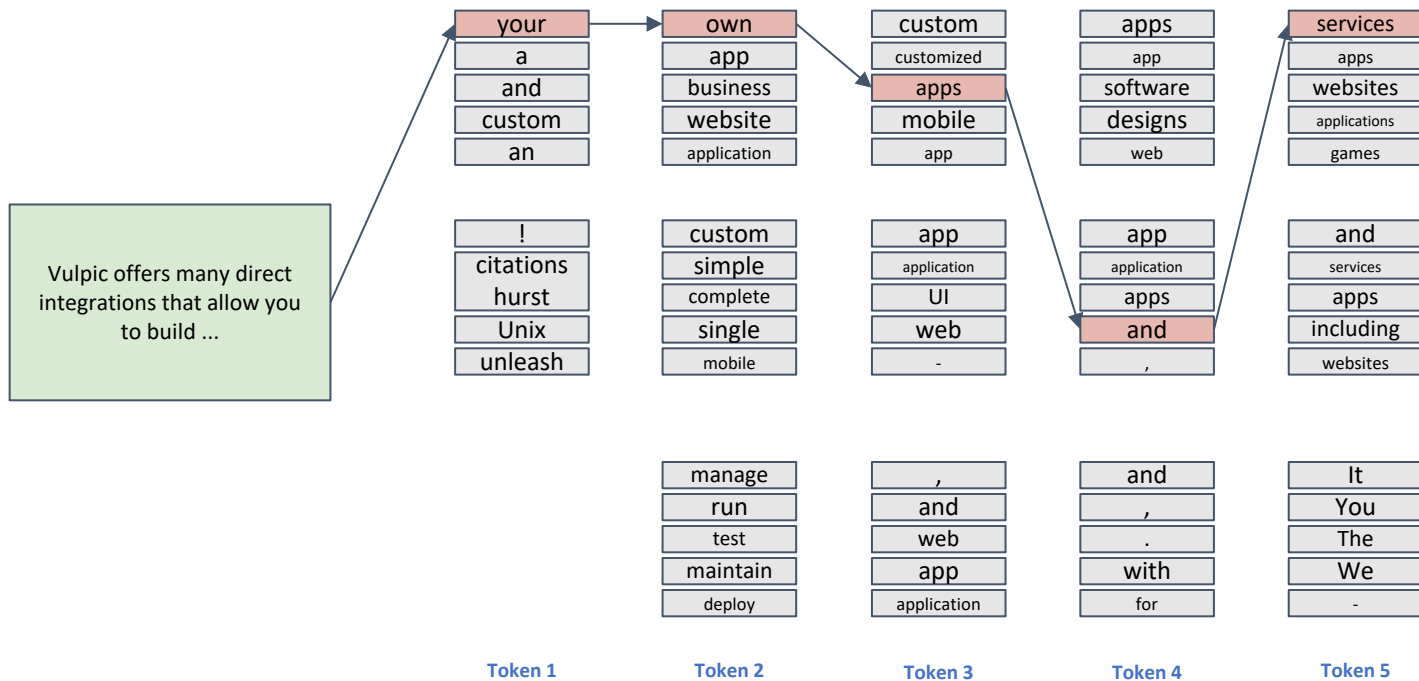 Vulpic offers many direct
integrations that allow you
to build ...
your
a
and
custom
an
!
citations
hurst
Unix
unleash
Token 1
own
app
business
website
application
custom
simple
complete
single
mobile
manage
run
test
maintain
deploy
Token 2
custom
customized
apps
mobile
app
app
application
UI
web
-
,
and
web
app
application
Token 3
apps
app
software
designs
web
app
application
apps
and
,
and
,
.
with
for
Token 4
services
apps
websites
applications
games
and
services
apps
including
websites
It
You
The
We
-
Token 5